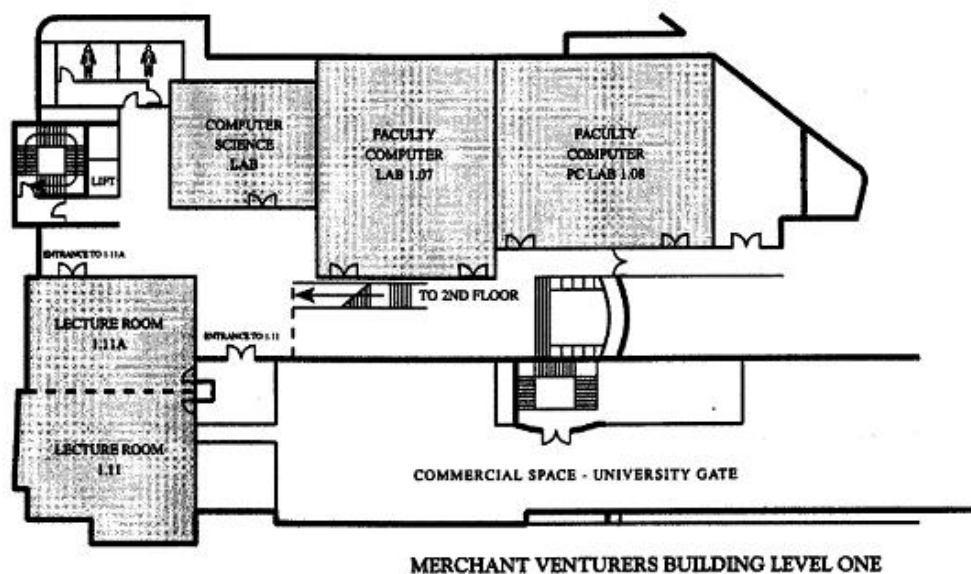 COMPUTER
SCIENCE
LAB
FACULTY
COMPUTER
LAB 1.07
FACULTY
COMPUTER
PC LAB 1.08
LIFT
ENTRANCE TO 1.11A
TO 2ND FLOOR
LECTURE ROOM
1.11A
ENTRANCE TO 1.11
LECTURE ROOM
1.11
COMMERCIAL SPACE - UNIVERSITY GATE
MERCHANT VENTURERS BUILDING LEVEL ONE